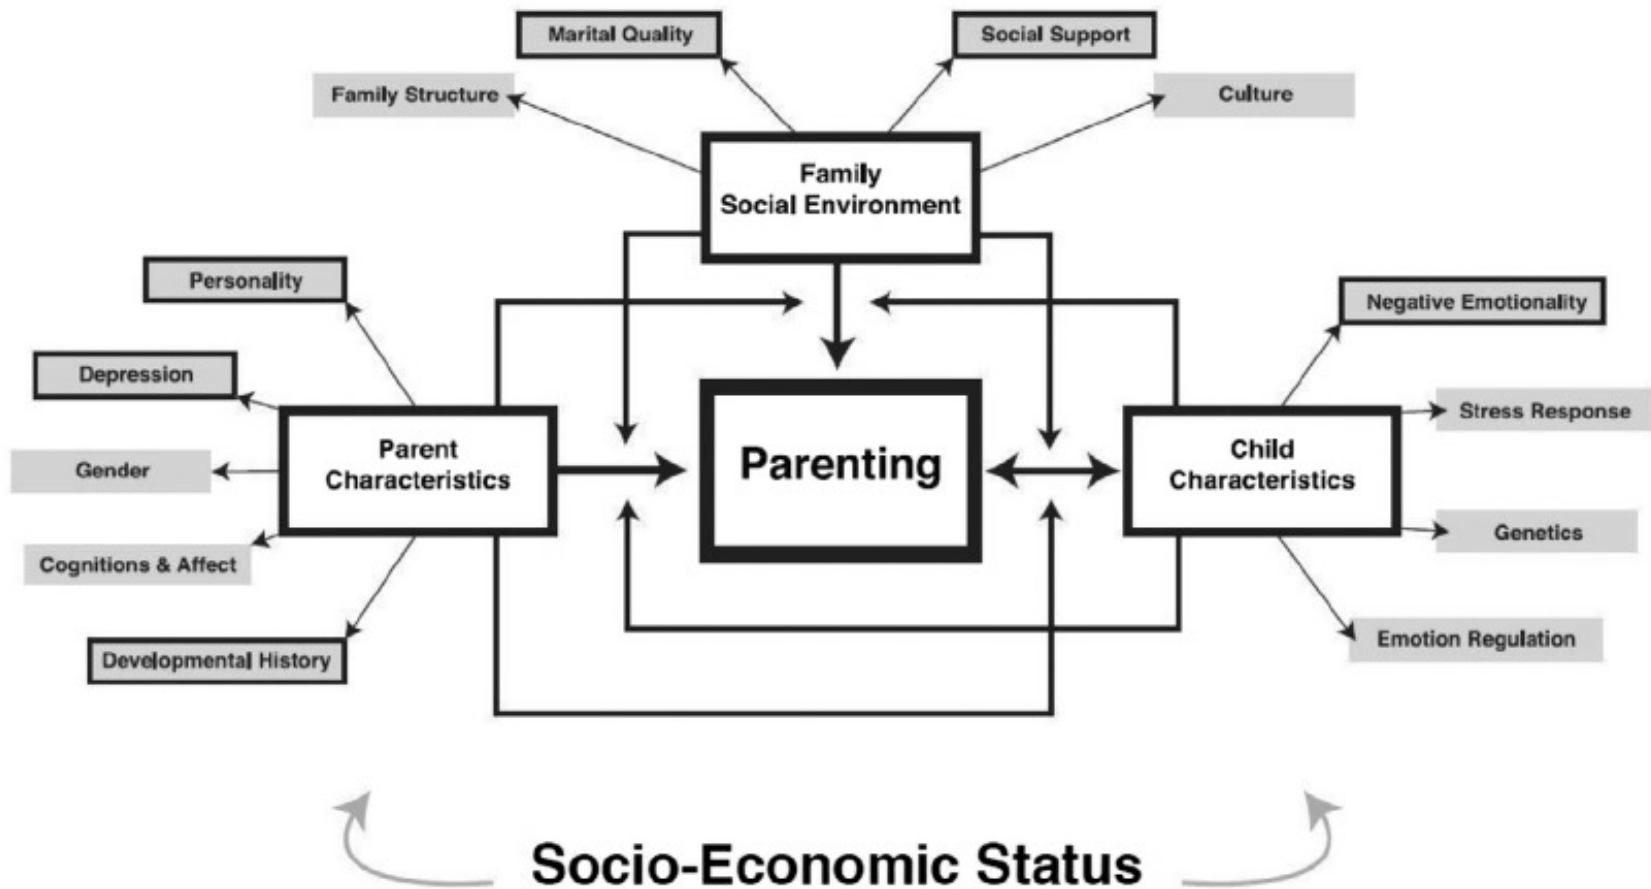 Marital Quality
Social Support
Family Structure
Culture
Family
Social Environment
Personality
Negative Emotionality
Depression
Stress Response
Parent
Characteristics
Parenting
Child
Characteristics
Gender
Genetics
Cognitions & Affect
Emotion Regulation
Developmental History
Socio-Economic Status